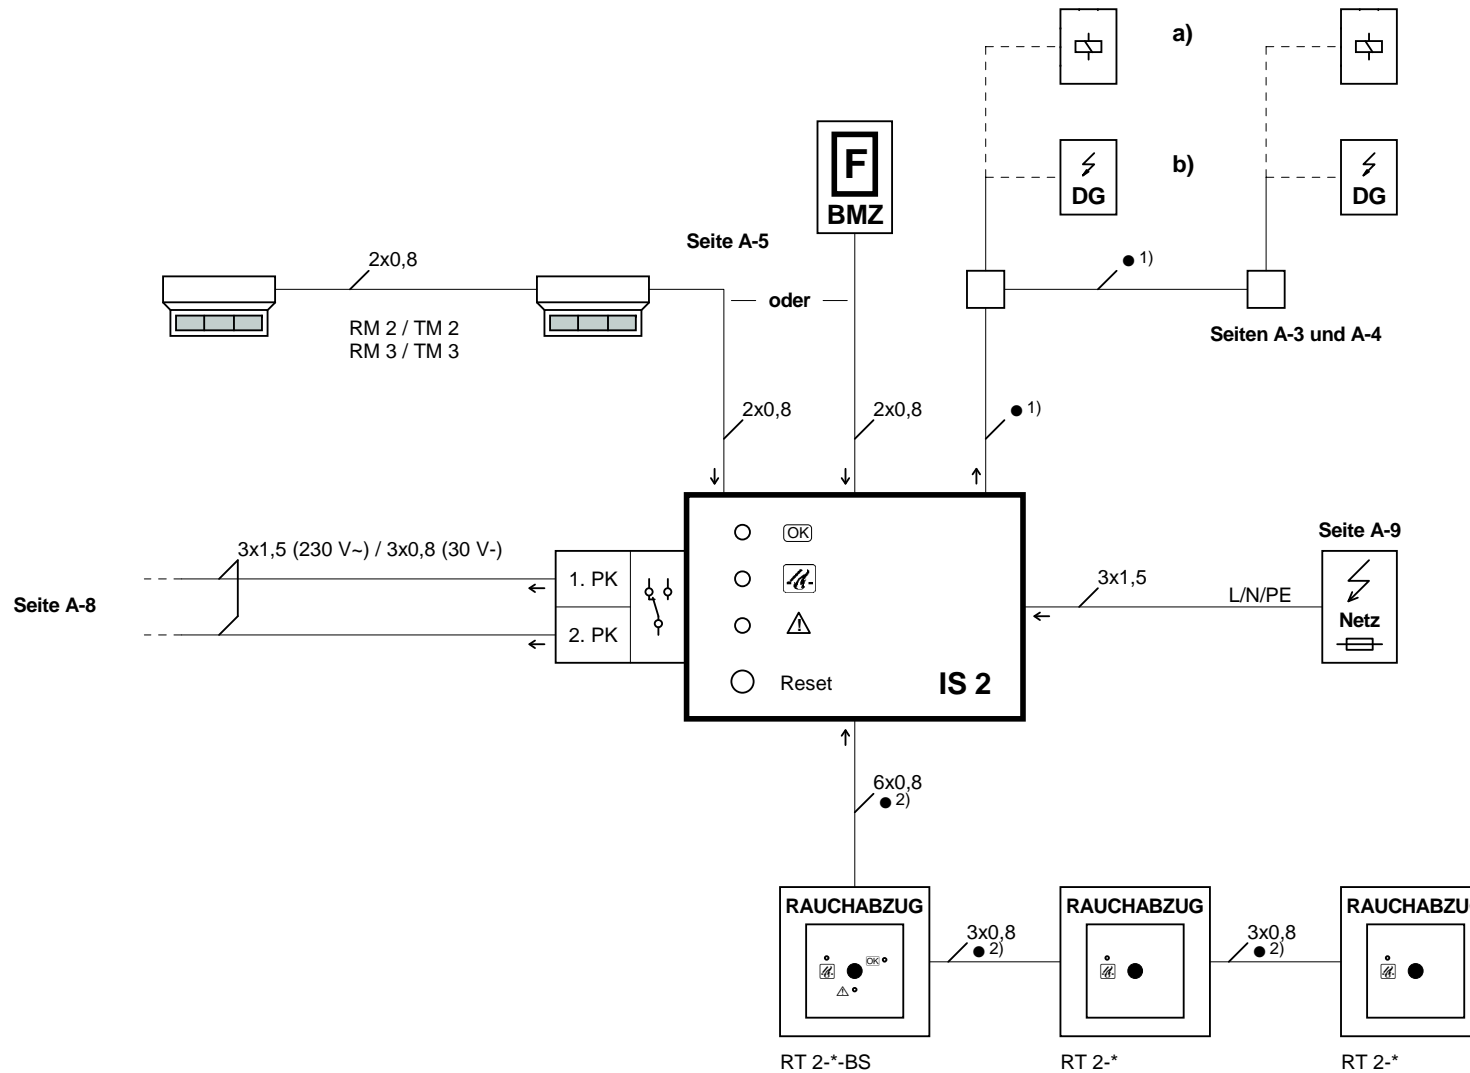 a)
F
BMZ
b)
DG
DG
Seite A-5
2x0,8
oder
● 1)
RM 2 / TM 2
RM 3 / TM 3
Seiten A-3 und A-4
2x0,8
2x0,8
● 1)
Seite A-9
OK
3x1,5 (230 V~) / 3x0,8 (30 V-)
1. PK
3x1,5
L/N/PE
Seite A-8
Netz
2. PK
Reset
IS 2
6x0,8
● 2)
RAUCHABZUG
RAUCHABZUG
RAUCHABZU
3x0,8
● 2)
3x0,8
● 2)
OK
RT 2-*-BS
RT 2-*
RT 2-*